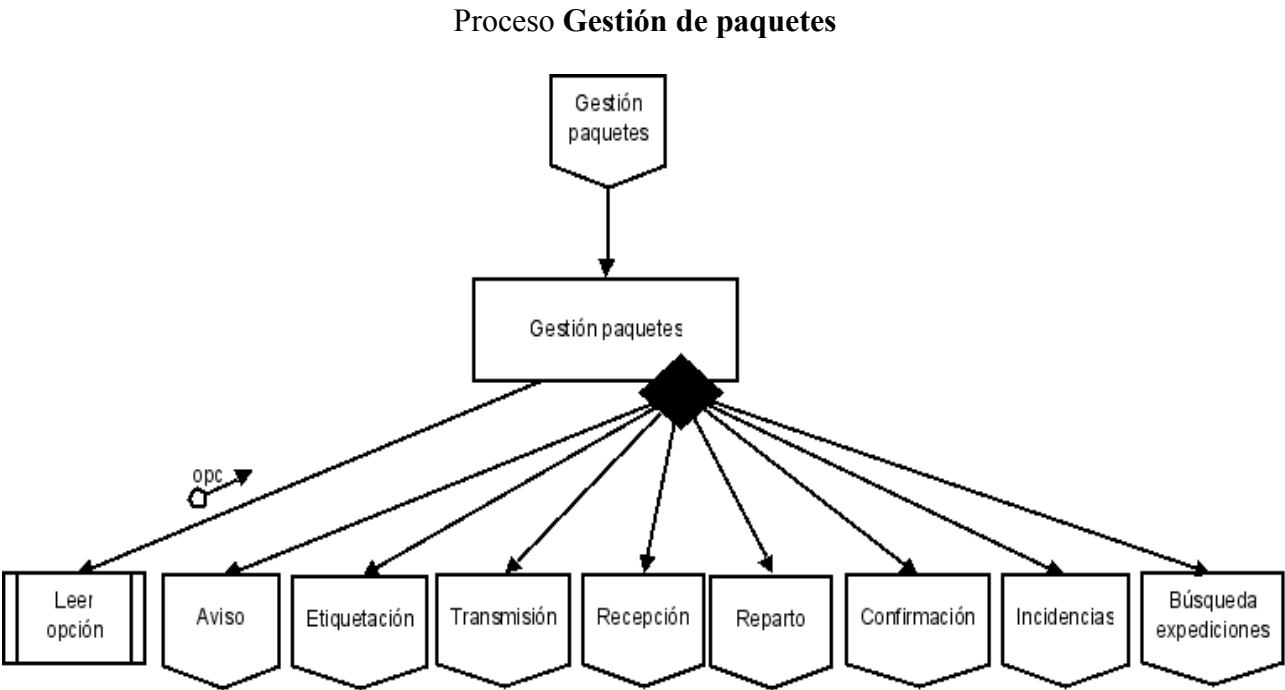 Proceso Gestión de paquetes
Gestión
paquetes
Gestión paquetes
opc
Leer
opción
Aviso
Etiquetación
Transmisión
Recepción
Reparto
Confirmación
Incidencias
Búsqueda
expediciones